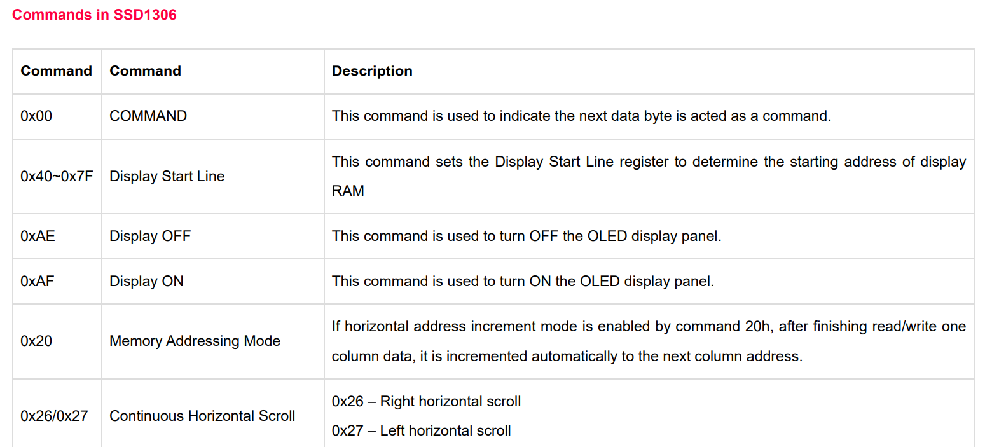 Commands in SSD1306
Command Command Description
0x00 COMMAND This command is used to indicate the next data byte is acted as a command.
0x40~0x7F Display Start Line This command sets the Display Start Line register to determine the starting address of display
RAM
0xAE Display OFF This command is used to turn OFF the OLED display panel.
0xAF Display ON This command is used to turn ON the OLED display panel.
0x20 Memory Addressing Mode If horizontal address increment mode is enabled by command 20h, after finishing read/write one
column data, it is incremented automatically to the next column address.
0x26/0x27 Continuous Horizontal Scroll 0x26 – Right horizontal scroll
0x27 – Left horizontal scroll